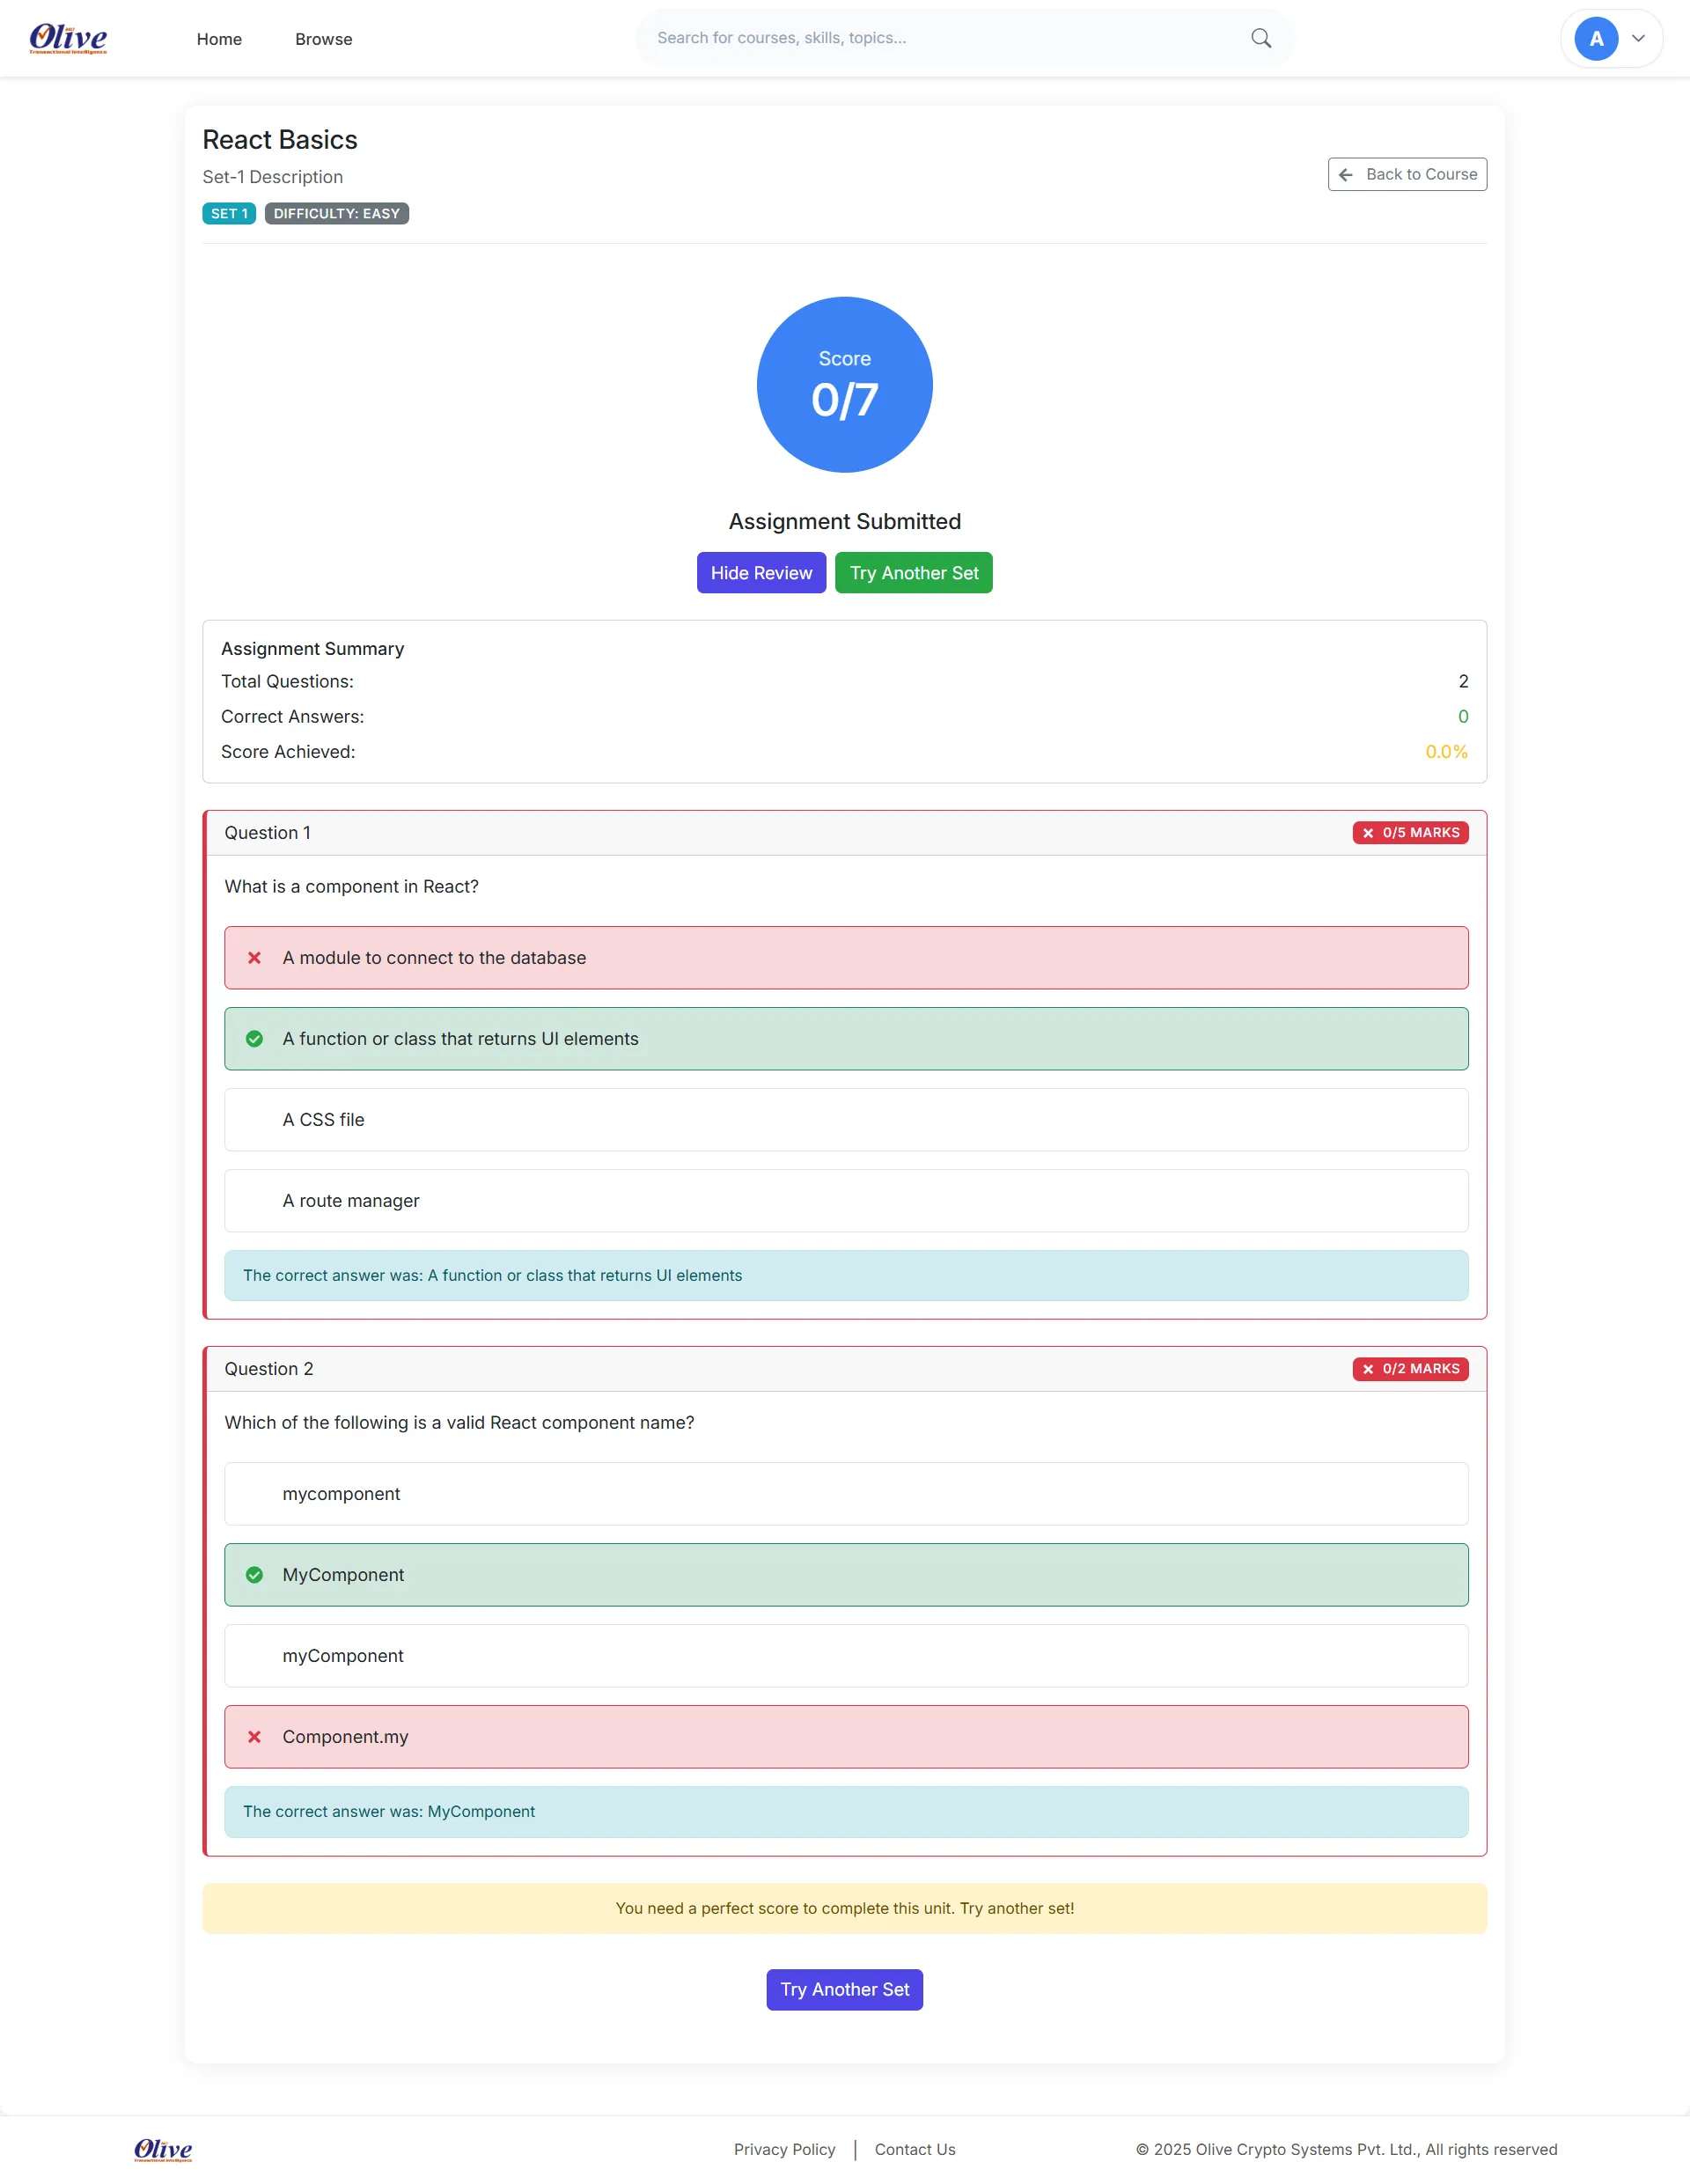 Olive
Transactional Intelligence
Home
Browse
Search for courses, skills, topics...
A
React Basics
Set-1 Description
Back to Course
SET 1
DIFFICULTY: EASY
Score
0/7
Assignment Submitted
Hide Review
Try Another Set
Assignment Summary
Total Questions: 2
Correct Answers: 0
Score Achieved: 0.0%
Question 1
0/5 MARKS
What is a component in React?
A module to connect to the database
A function or class that returns UI elements
A CSS file
A route manager
The correct answer was: A function or class that returns UI elements
Question 2
0/2 MARKS
Which of the following is a valid React component name?
mycomponent
MyComponent
myComponent
Component.my
The correct answer was: MyComponent
You need a perfect score to complete this unit. Try another set!
Try Another Set
Olive
Transactional Intelligence
Privacy Policy | Contact Us
© 2025 Olive Crypto Systems Pvt. Ltd., All rights reserved